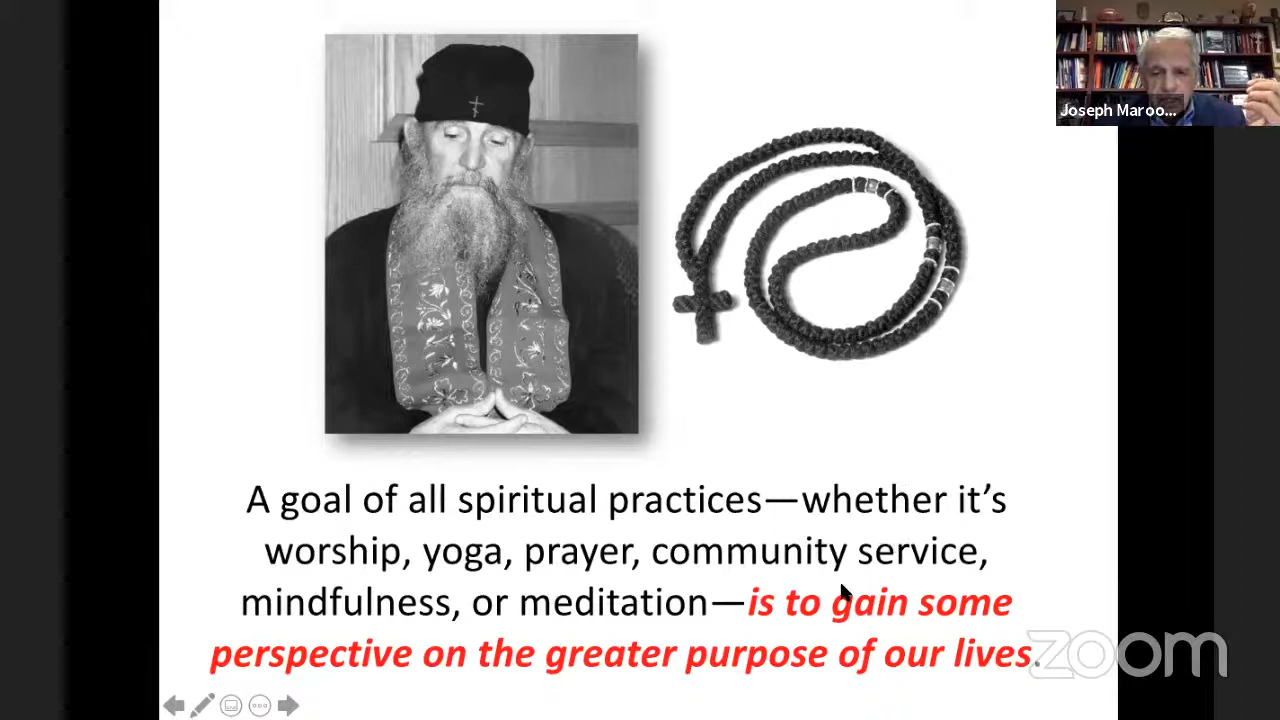 Joseph Maroo...
A goal of all spiritual practices—whether it’s
worship, yoga, prayer, community service,
mindfulness, or meditation—is to gain some
perspective on the greater purpose of our lives.
zoom